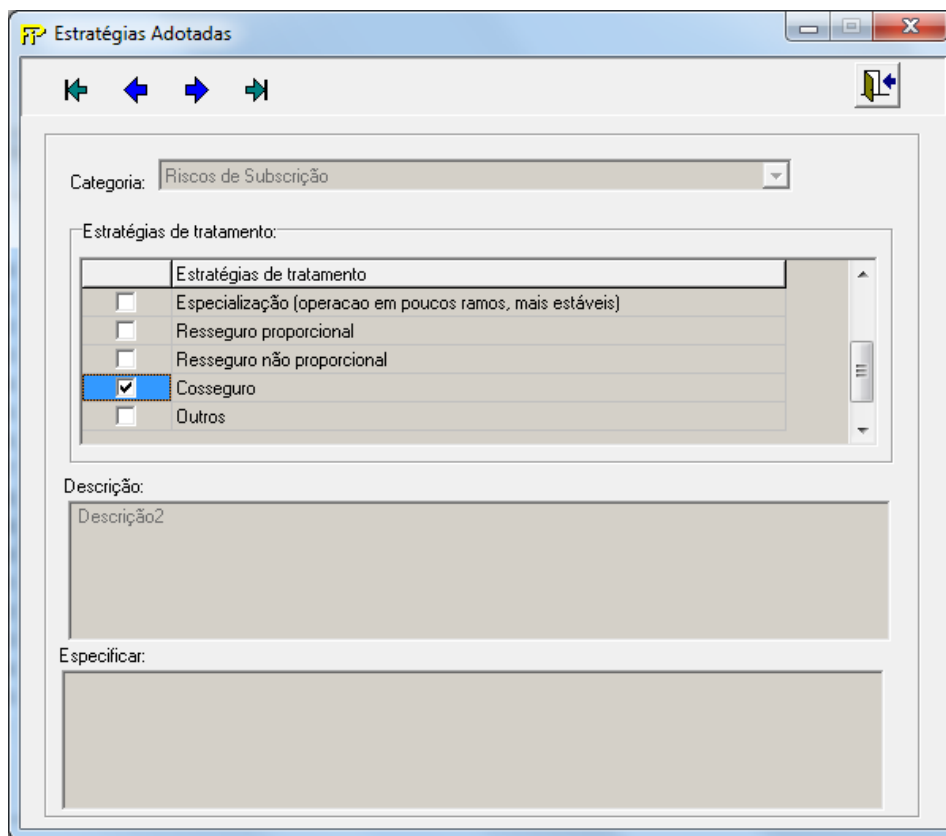 Estratégias Adotadas
Categoria: Riscos de Subscrição
Estratégias de tratamento:
Estratégias de tratamento
Especialização (operacao em poucos ramos, mais estáveis)
Resseguro proporcional
Resseguro não proporcional
Cosseguro
Outros
Descrição:
Descrição2
Especificar: